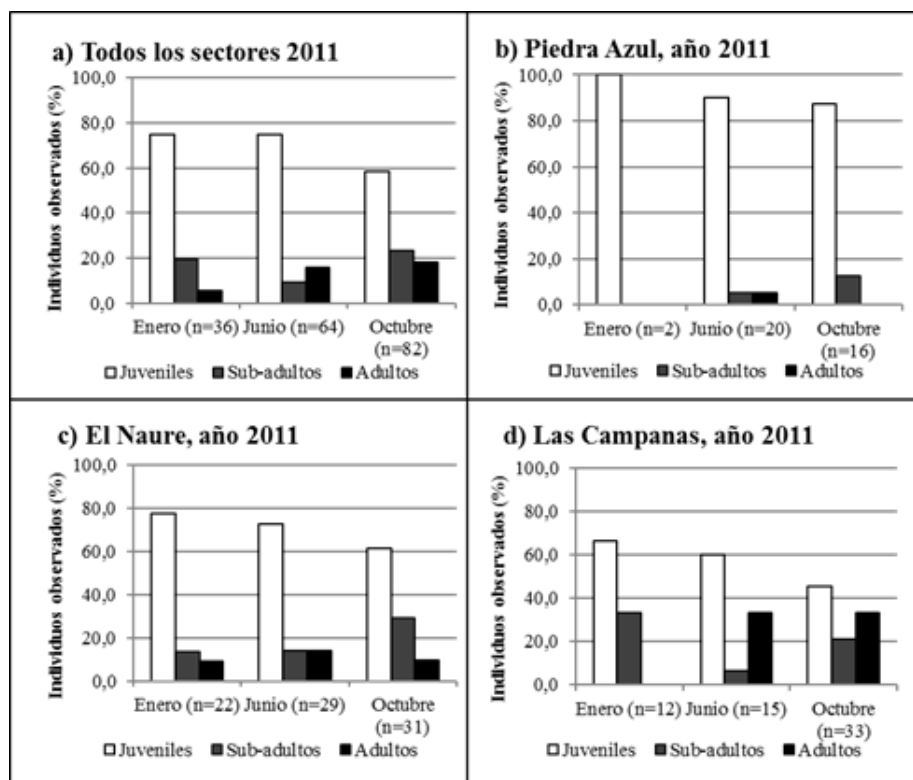 a) Todos los sectores 2011
Individuos observados (%)
100,0
80,0
60,0
40,0
20,0
0,0
Enero (n=36) Junio (n=64) Octubre
(n=82)
Juveniles Sub-adultos Adultos
b) Piedra Azul, año 2011
Individuos observados (%)
100,0
80,0
60,0
40,0
20,0
0,0
Enero (n=2) Junio (n=20) Octubre
(n=16)
Juveniles Sub-adultos Adultos
c) El Naure, año 2011
Individuos observados (%)
100,0
80,0
60,0
40,0
20,0
0,0
Enero (n=22) Junio (n=29) Octubre
(n=31)
Juveniles Sub-adultos Adultos
d) Las Campanas, año 2011
Individuos observados (%)
100,0
80,0
60,0
40,0
20,0
0,0
Enero (n=12) Junio (n=15) Octubre
(n=33)
Juveniles Sub-adultos Adultos